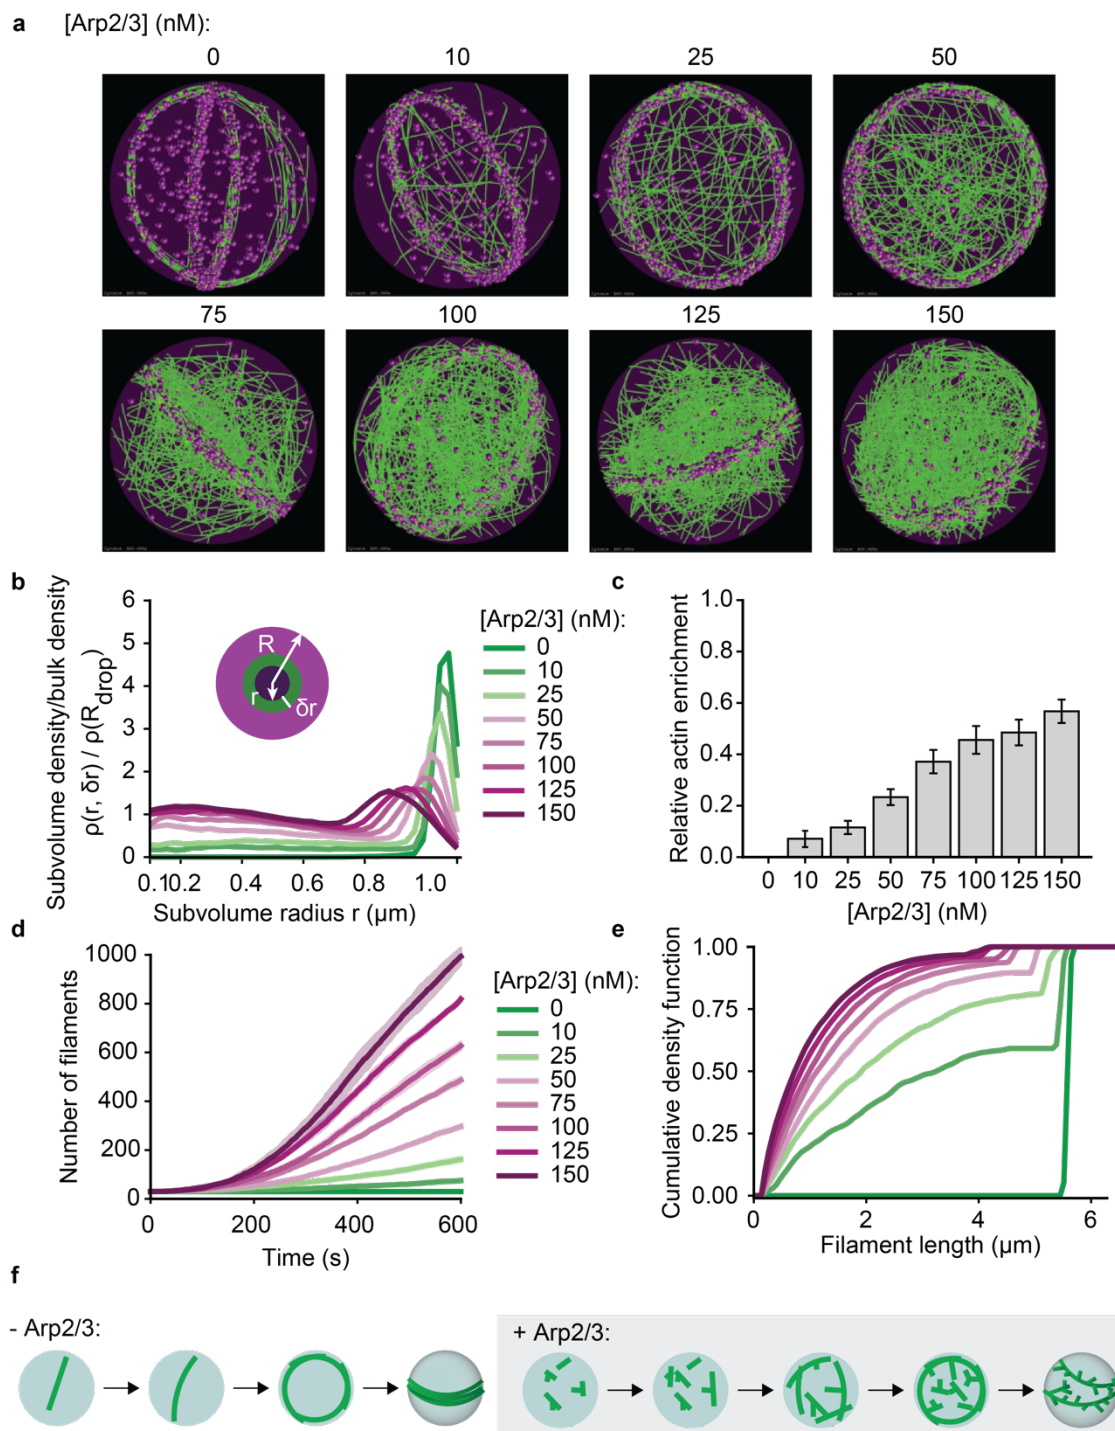 a [Arp2/3] (nM):
0 10 25 50
75 100 125 150
b
Subvolume density/bulk density
ρ(r, δr) / ρ(R_drop)
6
5
4
3
2
1
0
R
r
δr
0.1 0.2 0.4 0.6 0.8 1.0
Subvolume radius r (µm)
[Arp2/3] (nM):
0
10
25
50
75
100
125
150
c
Relative actin enrichment
1.0
0.8
0.6
0.4
0.2
0.0
0 10 25 50 75 100 125 150
[Arp2/3] (nM)
d
Number of filaments
1000
800
600
400
200
0
0 200 400 600
Time (s)
[Arp2/3] (nM):
0
10
25
50
75
100
125
150
e
Cumulative density function
1.00
0.75
0.50
0.25
0.00
0 2 4 6
Filament length (µm)
f
- Arp2/3:
+ Arp2/3: